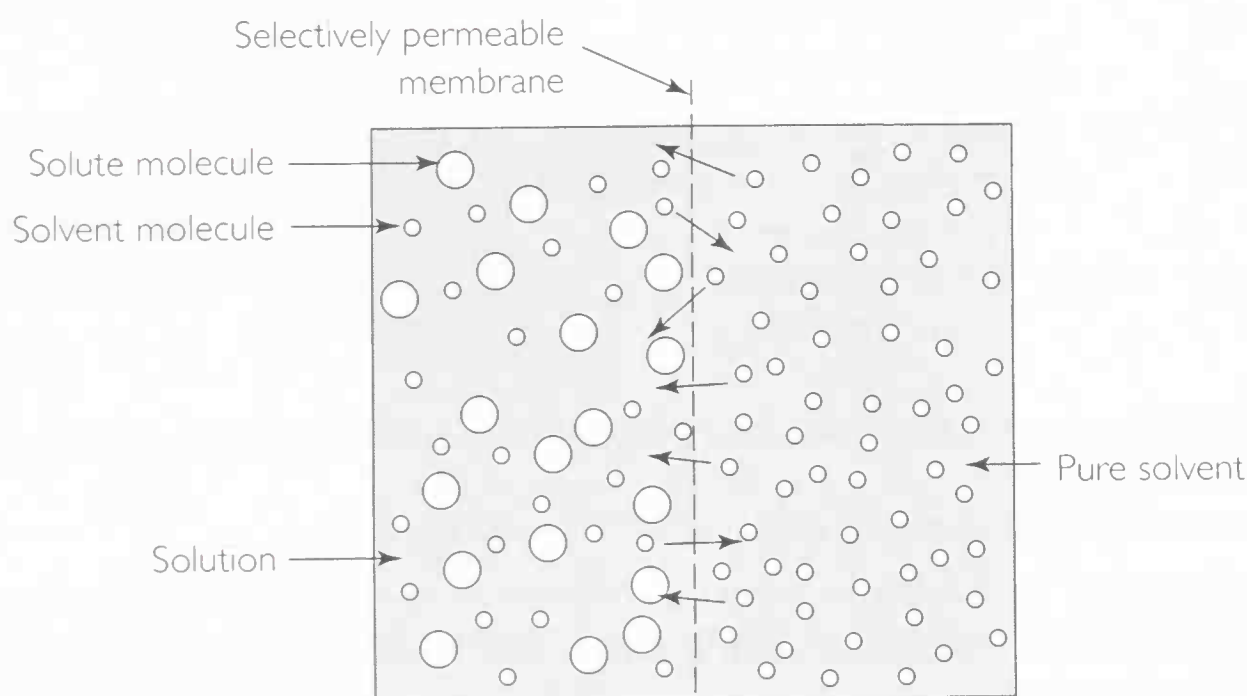 Selectively permeable
membrane
Solute molecule
Solvent molecule
Pure solvent
Solution